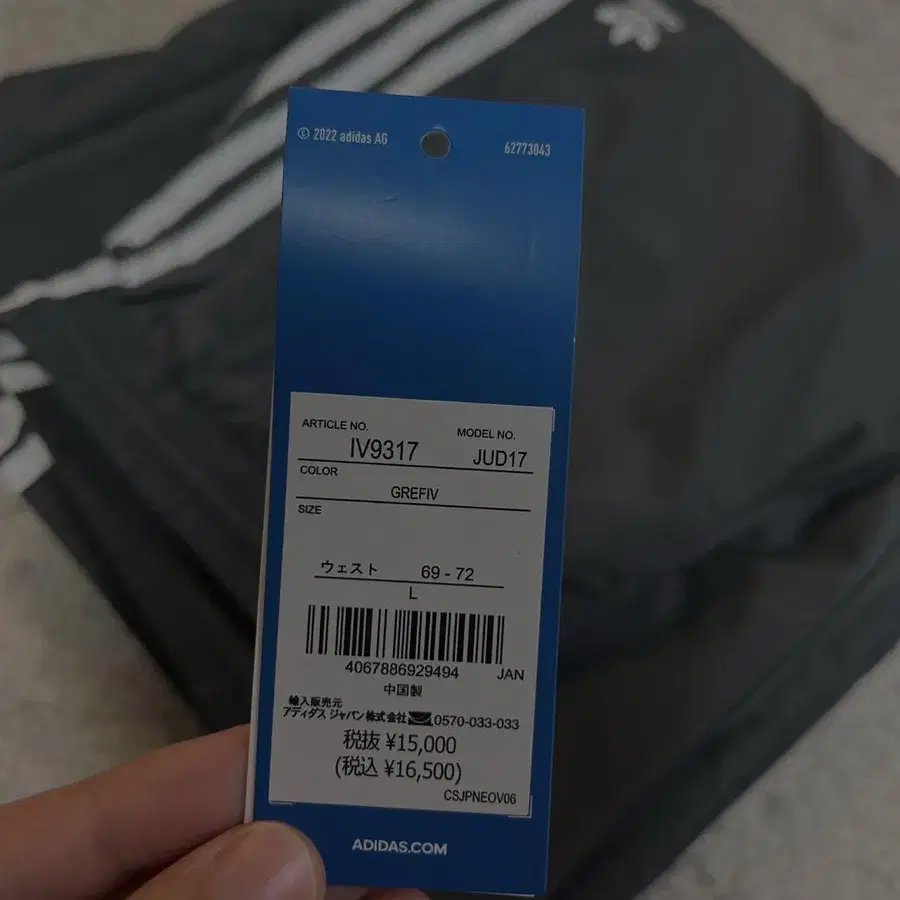 © 2022 adidas AG
62773043
ARTICLE NO.
IV9317
MODEL NO.
JUD17
COLOR
GREFIV
SIZE
ウェスト 69 - 72
L
4067886929494 JAN
中国製
輸入販売元
アディダス ジャパン 株式会社 0570-033-033
税抜 ¥15,000
(税込 ¥16,500)
CSJPNEOV06
ADIDAS.COM